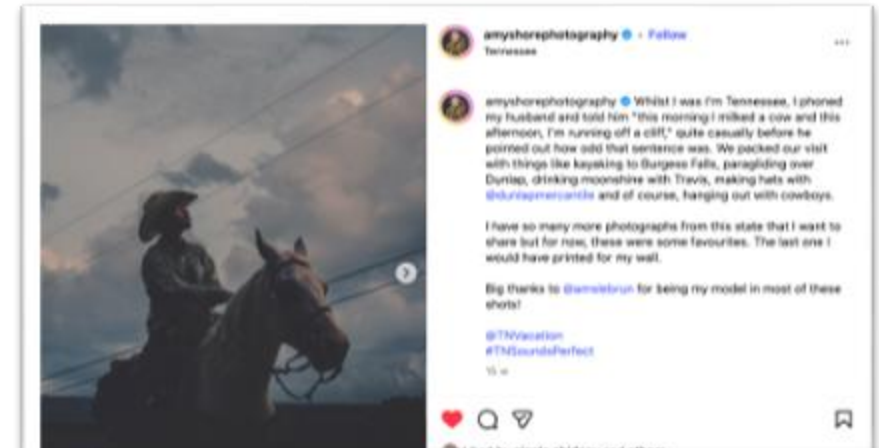 amyshorephotography • Follow
Tennessee
amyshorephotography Whilst I was I'm Tennessee, I phoned
my husband and told him "this morning I milked a cow and this
afternoon, I'm running off a cliff," quite casually before he
pointed out how odd that sentence was. We packed our visit
with things like kayaking to Burgess Falls, paragliding over
Dunlap, drinking moonshine with Travis, making hats with
@dunlapmercantile and of course, hanging out with cowboys.
I have so many more photographs from this state that I want to
share but for now, these were some favourites. The last one I
would have printed for my wall.
Big thanks to for being my model in most of these
shots!
@TNVacation
#TNSoundsPerfect